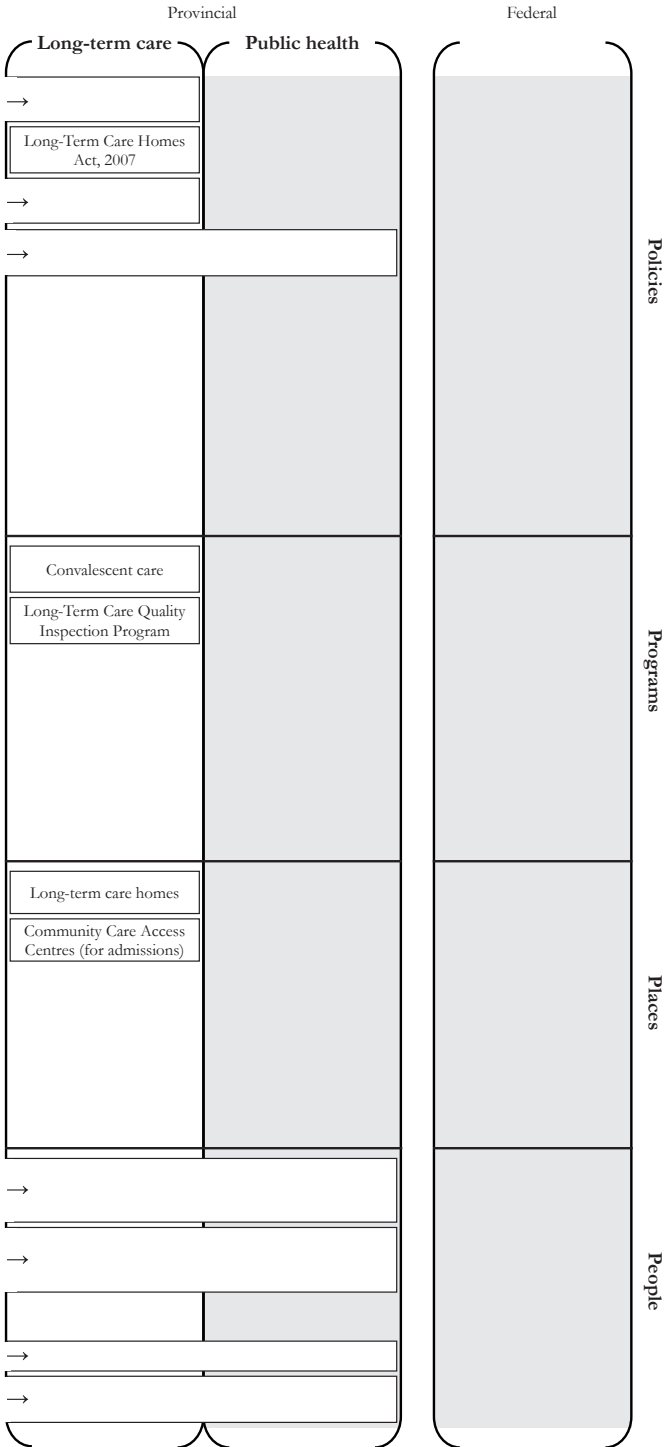 Provincial
Federal
Long-term care
Public health
→
Long-Term Care Homes
Act, 2007
→
→
Policies
Convalescent care
Long-Term Care Quality
Inspection Program
Programs
Long-term care homes
Community Care Access
Centres (for admissions)
Places
→
→
People
→
→